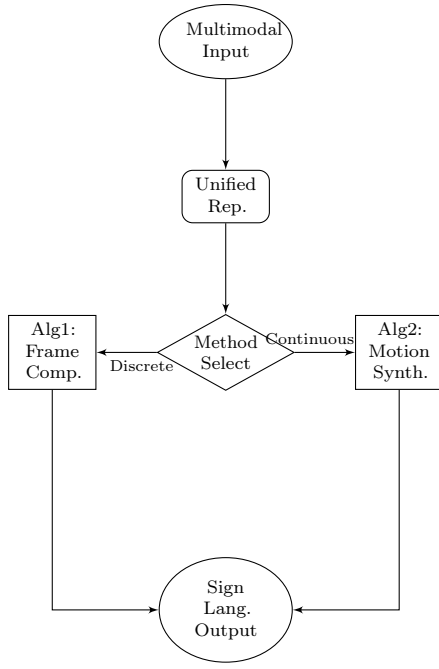 Multimodal
Input
Unified
Rep.
Alg1:
Frame
Comp.
Discrete
Method
Select
Continuous
Alg2:
Motion
Synth.
Sign
Lang.
Output